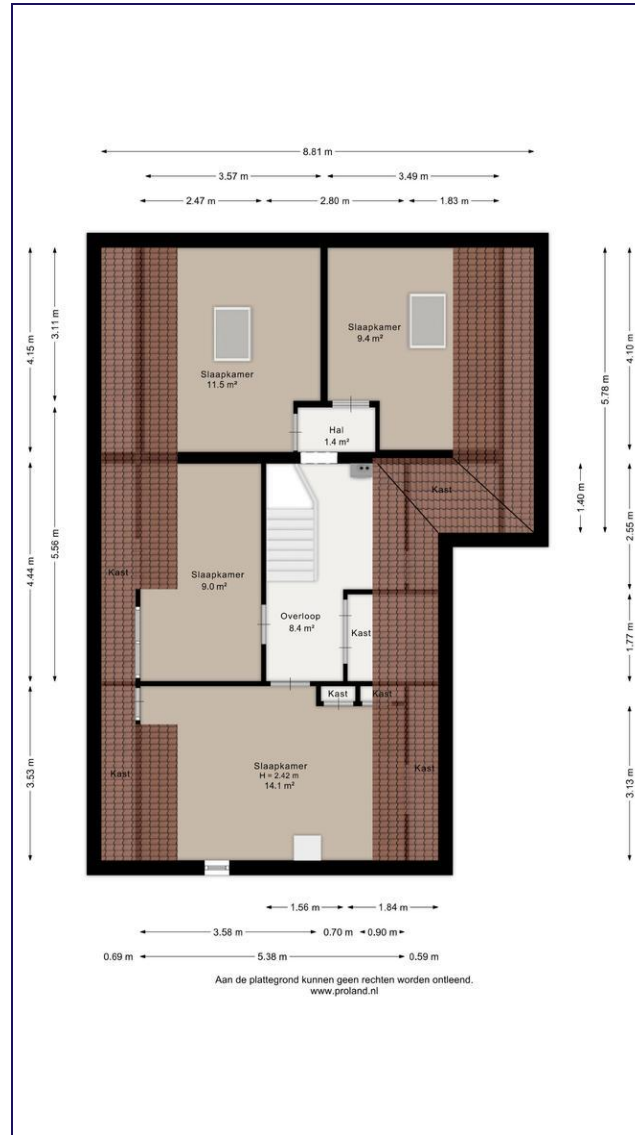 8.81 m
3.57 m
3.49 m
2.47 m
2.80 m
1.83 m
4.15 m
3.11 m
4.10 m
5.78 m
Slaapkamer
11.5 m²
Slaapkamer
9.4 m²
Hal
1.4 m²
4.44 m
5.56 m
1.40 m
2.55 m
Kast
Kast
Slaapkamer
9.0 m²
Overloop
8.4 m²
Kast
1.77 m
3.53 m
Kast
Slaapkamer
H = 2.42 m
14.1 m²
Kast
Kast
Kast
3.13 m
1.56 m
1.84 m
3.58 m
0.70 m
0.90 m
0.69 m
5.38 m
0.59 m
Aan de plattegrond kunnen geen rechten worden ontleend.
www.proland.nl